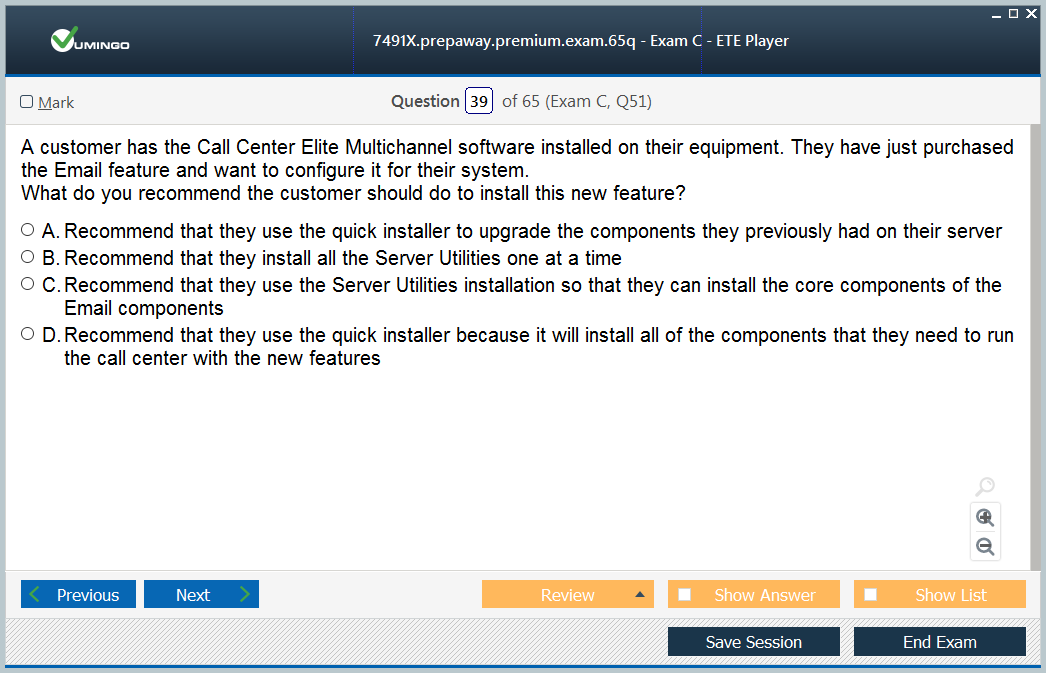 7491X.prepaway.premium.exam.65q - Exam C - ETE Player
VUMINGO
Mark
Question 39 of 65 (Exam C, Q51)
A customer has the Call Center Elite Multichannel software installed on their equipment. They have just purchased
the Email feature and want to configure it for their system.
What do you recommend the customer should do to install this new feature?
A. Recommend that they use the quick installer to upgrade the components they previously had on their server
B. Recommend that they install all the Server Utilities one at a time
C. Recommend that they use the Server Utilities installation so that they can install the core components of the
Email components
D. Recommend that they use the quick installer because it will install all of the components that they need to run
the call center with the new features
Previous
Next
Review
Show Answer
Show List
Save Session
End Exam